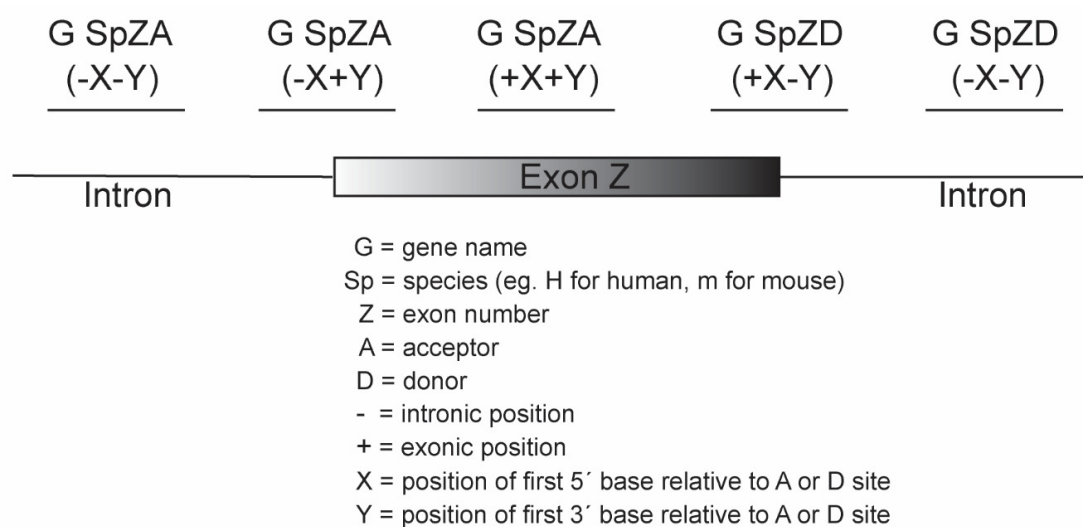 G SpZA G SpZA G SpZA G SpZD G SpZD
(-X-Y) (-X+Y) (+X+Y) (+X-Y) (-X-Y)
Exon Z
Intron Intron
G = gene name
Sp = species (eg. H for human, m for mouse)
Z = exon number
A = acceptor
D = donor
- = intronic position
+ = exonic position
X = position of first 5´ base relative to A or D site
Y = position of first 3´ base relative to A or D site